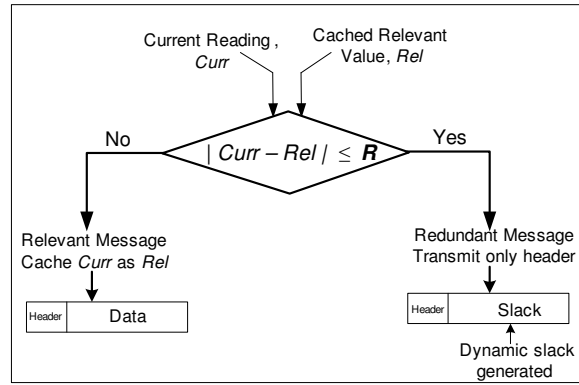 Current Reading ,
Curr
Cached Relevant
Value, Rel
No
Yes
| Curr – Rel | ≤ R
Relevant Message
Cache Curr as Rel
Header
Data
Redundant Message
Transmit only header
Header
Slack
Dynamic slack
generated